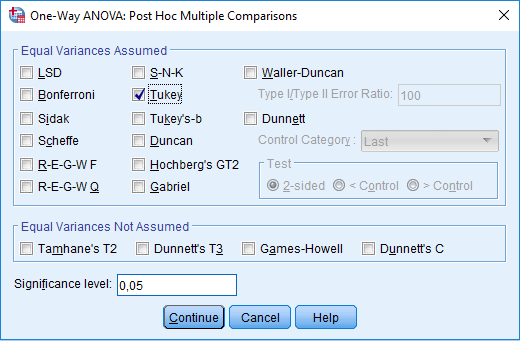 One-Way ANOVA: Post Hoc Multiple Comparisons
Equal Variances Assumed
LSD S-N-K Waller-Duncan
Bonferroni Tukey Type I/Type II Error Ratio: 100
Sidak Tukey's-b Dunnett
Scheffe Duncan Control Category : Last
R-E-G-W F Hochberg's GT2 Test
R-E-G-W Q Gabriel 2-sided < Control > Control
Equal Variances Not Assumed
Tamhane's T2 Dunnett's T3 Games-Howell Dunnett's C
Significance level: 0,05
Continue Cancel Help